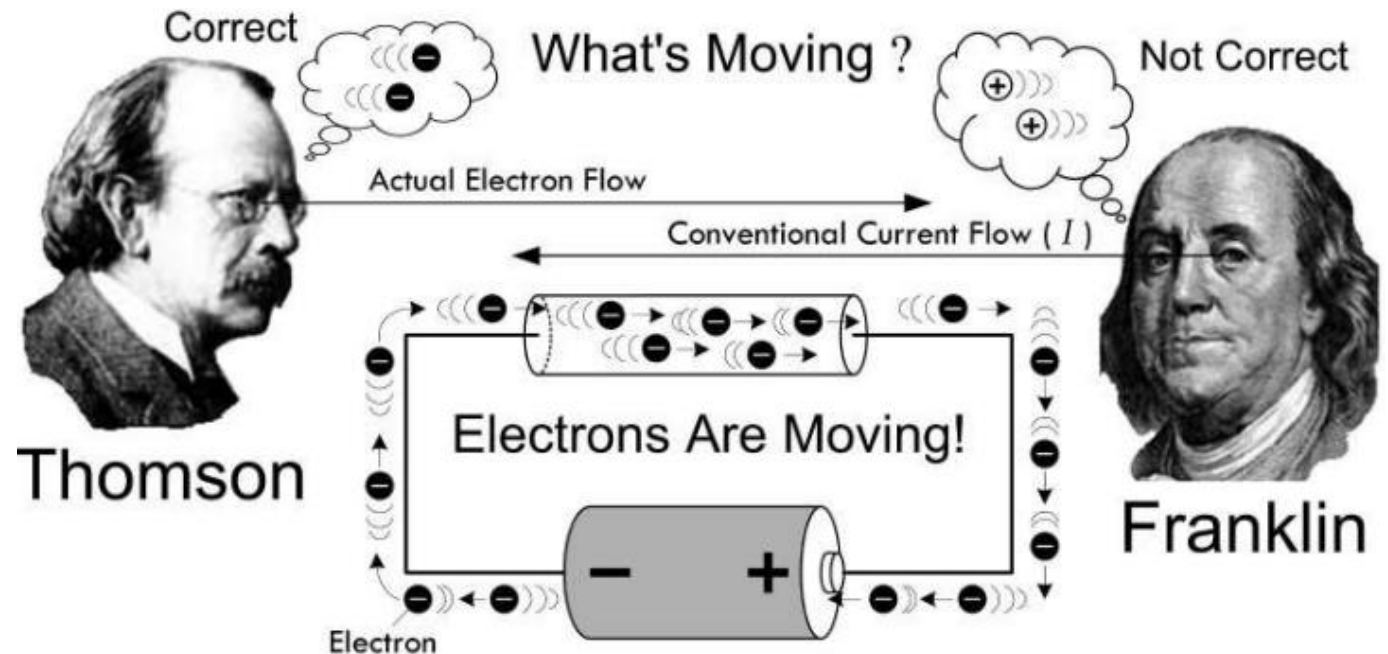 Correct
What's Moving ?
Not Correct
Actual Electron Flow
Conventional Current Flow ( I )
Electrons Are Moving!
Thomson
Franklin
− +
Electron